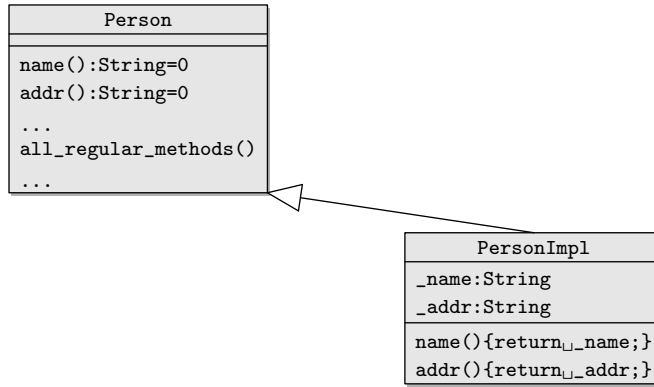 Person
name():String=0
addr():String=0
...
all_regular_methods()
...
PersonImpl
_name:String
_addr:String
name(){return␣_name;}
addr(){return␣_addr;}